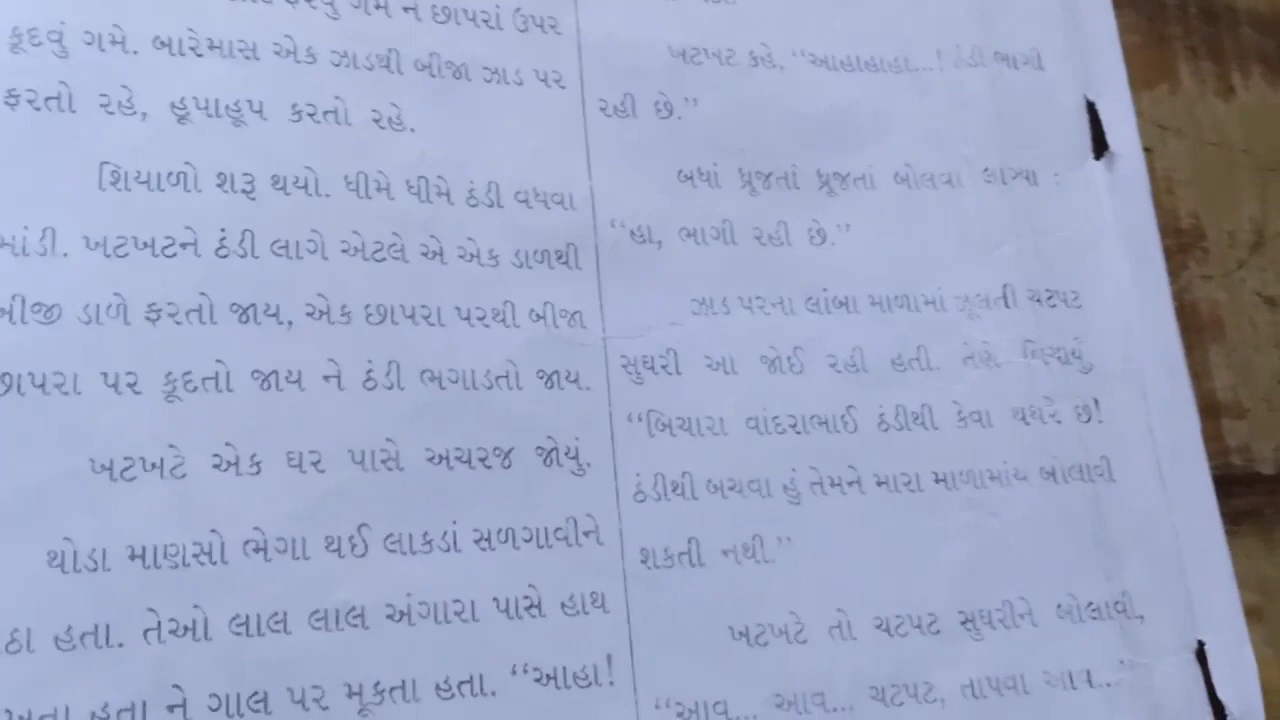 ગમે ને છાપરાં ઉપર
કૂદવું ગમે. બારેમાસ એક ઝાડથી બીજા ઝાડ પર
ફરતો રહે, હૂપાહૂપ કરતો રહે.
શિયાળો શરૂ થયો. ધીમે ધીમે ઠંડી વધવા
માંડી. ખટખટને ઠંડી લાગે એટલે એ એક ડાળથી
બીજી ડાળે ફરતો જાય, એક છાપરા પરથી બીજા
છાપરા પર કૂદતો જાય ને ઠંડી ભગાડતો જાય.
ખટખટે એક ઘર પાસે અચરજ જોયું.
થોડા માણસો ભેગા થઈ લાકડાં સળગાવીને
હતા. તેઓ લાલ લાલ અંગારા પાસે હાથ
હતા ને ગાલ પર મૂકતા હતા. “આહા!
ખટખટ કહે, “આહાહાહા...! ઠંડી ભાગી
રહી છે.”
બધાં ધ્રૂજતાં ધ્રૂજતાં બોલવા લાગ્યા :
“હા, ભાગી રહી છે.”
ઝાડ પરના લાંબા માળામાં ઝૂલતી ચટપટ
સુઘરી આ જોઈ રહી હતી. તેણે વિચાર્યું,
“બિચારા વાંદરાભાઈ ઠંડીથી કેવા થથરે છે!
ઠંડીથી બચવા હું તેમને મારા માળામાંય બોલાવી
શકતી નથી.”
ખટખટે તો ચટપટ સુઘરીને બોલાવી,
“આવ... આવ... ચટપટ, તાપવા આવ...”